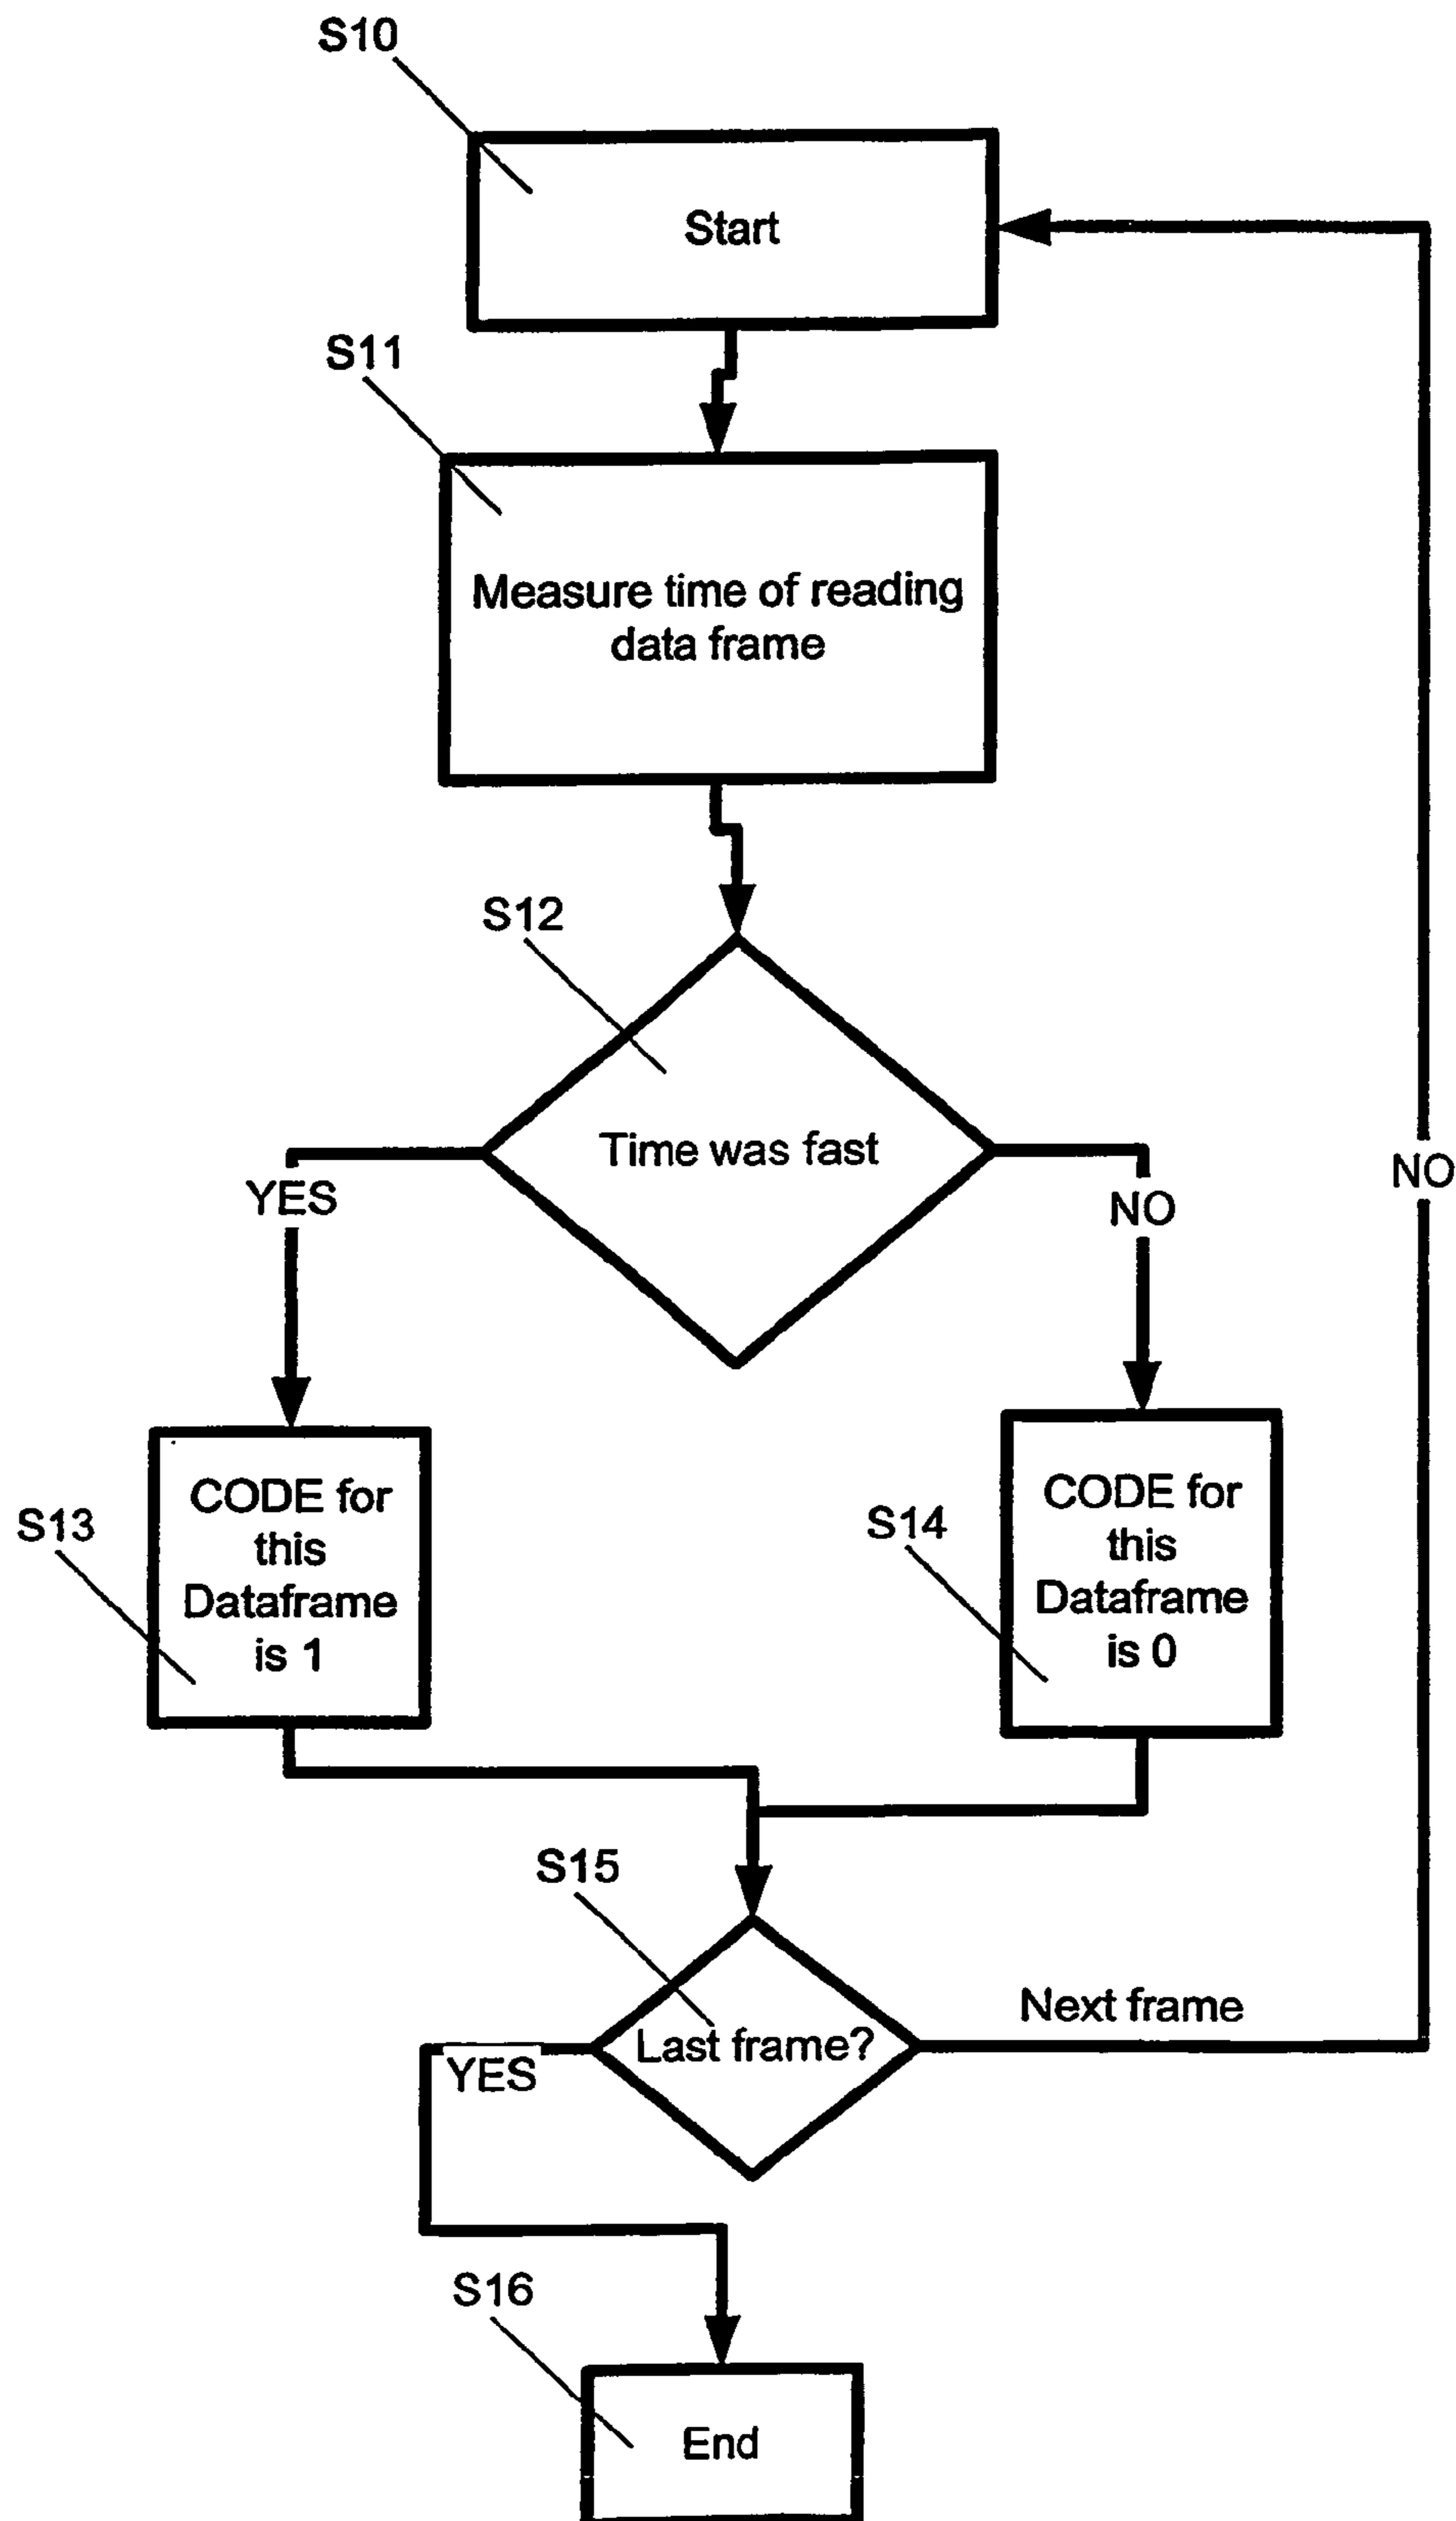 S10
Start
S11
Measure time of reading
data frame
S12
Time was fast
YES
NO
NO
CODE for
this
Dataframe
is 1
S13
CODE for
this
Dataframe
is 0
S14
S15
Last frame?
Next frame
YES
S16
End